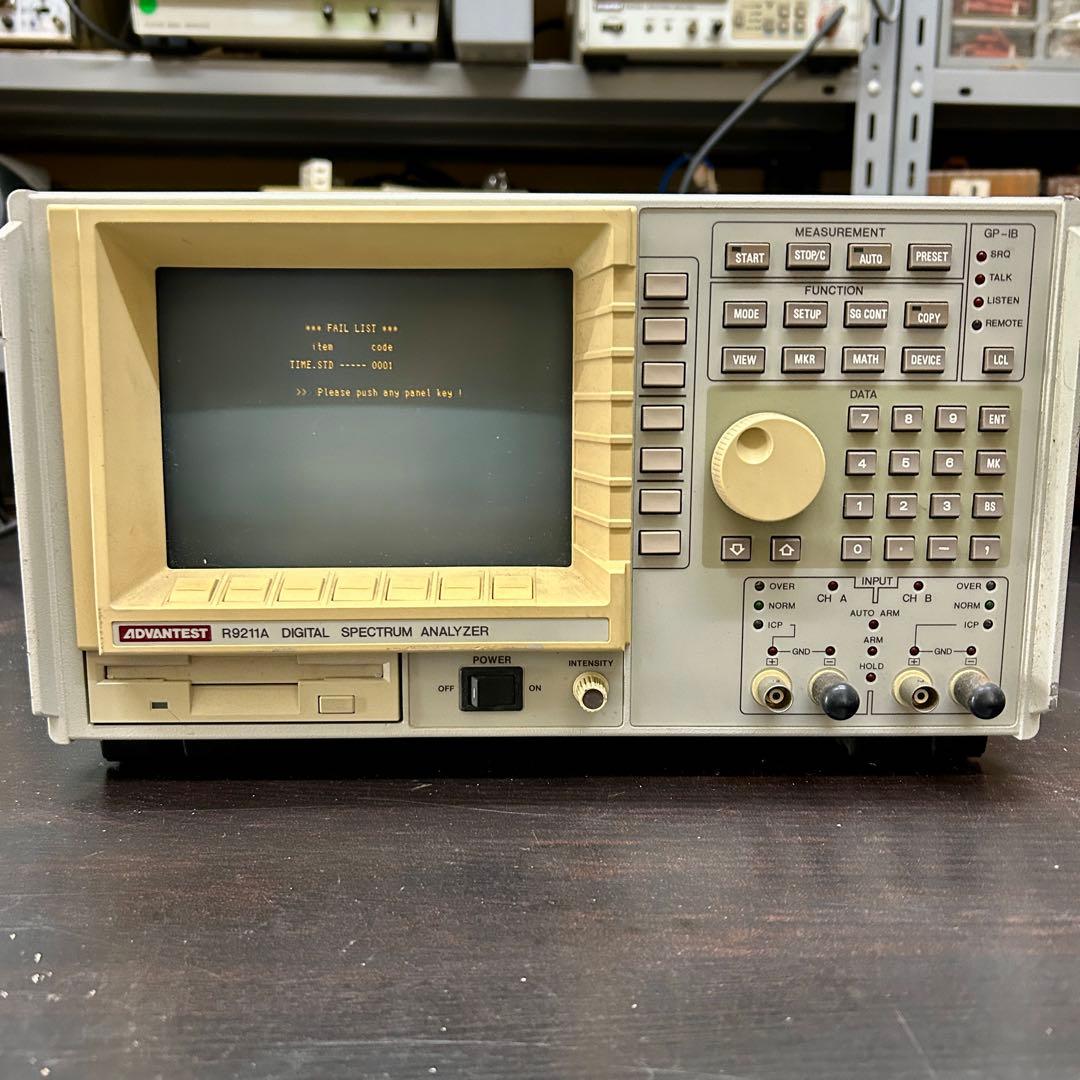 *** FAIL LIST ***
item code
TIME.STD ----- 0001
>> Please push any panel key !
ADVANTEST R9211A DIGITAL SPECTRUM ANALYZER
POWER
OFF ON
INTENSITY
MEASUREMENT
START STOP/C AUTO PRESET
FUNCTION
MODE SETUP SG CONT COPY
VIEW MKR MATH DEVICE
GP-IB
SRQ
TALK
LISTEN
REMOTE
LCL
DATA
7 8 9 ENT
4 5 6 MK
1 2 3 BS
0 . − ,
INPUT
OVER CH A CH B OVER
NORM AUTO ARM NORM
ICP ARM ICP
GND HOLD GND
+ − + −